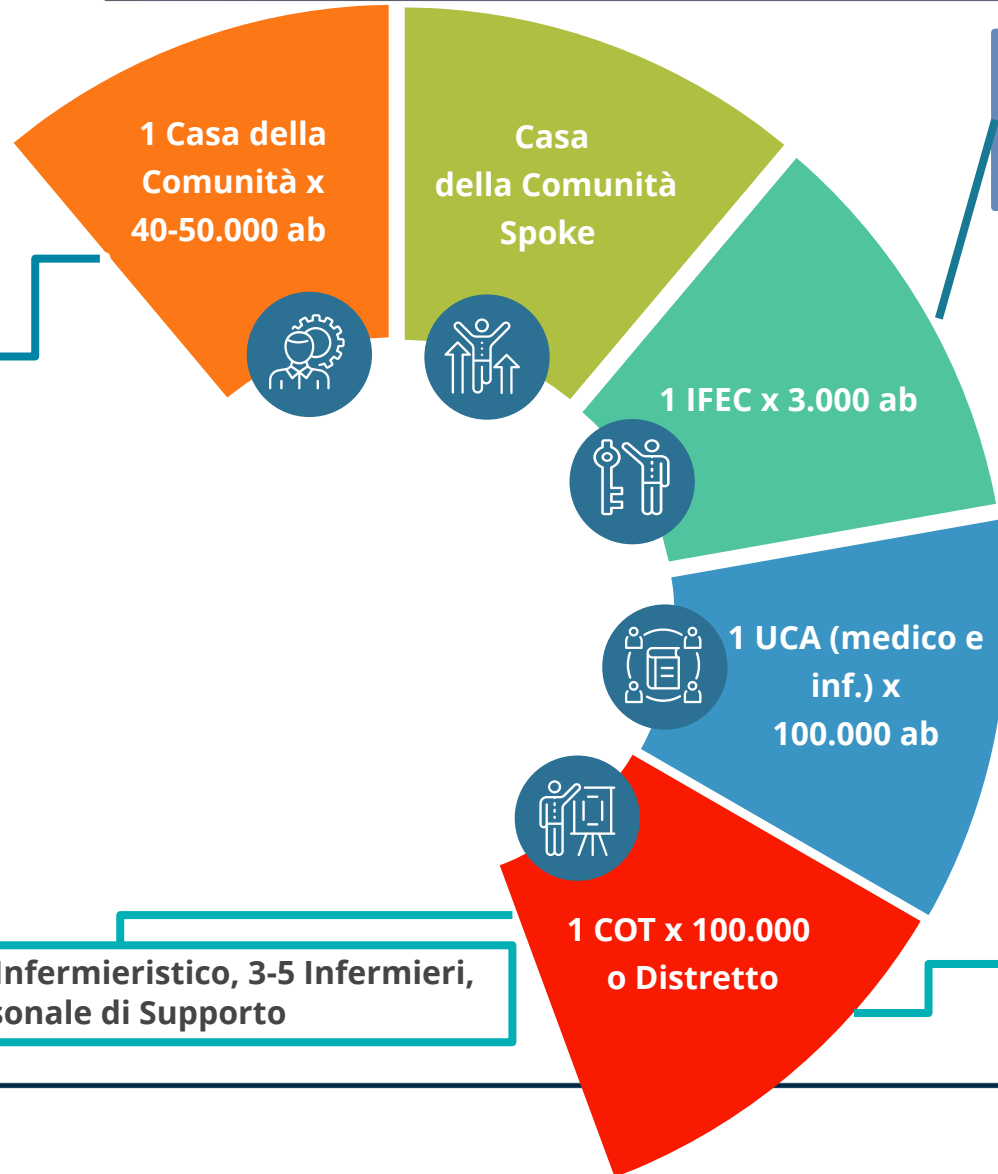 1 Casa della
Comunità x
40-50.000 ab
Casa
della Comunità
Spoke
1 IFEC x 3.000 ab
1 UCA (medico e
inf.) x
100.000 ab
1 COT x 100.000
o Distretto
Infermieristico, 3-5 Infermieri,
sonale di Supporto